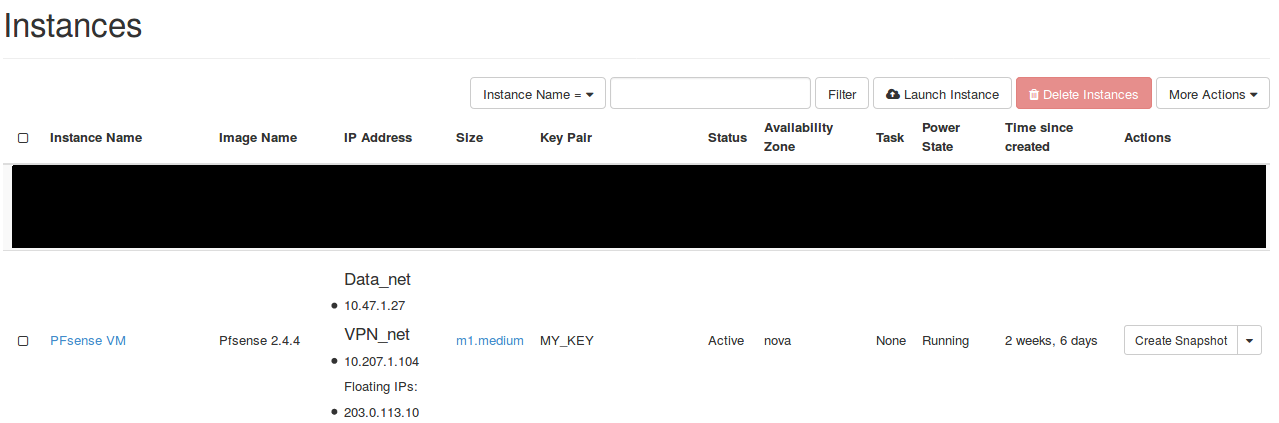 Instances
Instance Name = Filter Launch Instance Delete Instances More Actions
Instance Name Image Name IP Address Size Key Pair Status Availability Zone Task Power State Time since created Actions
Data_net
10.47.1.27
VPN_net
PFsense VM Pfsense 2.4.4 m1.medium MY_KEY Active nova None Running 2 weeks, 6 days Create Snapshot
10.207.1.104
Floating IPs:
203.0.113.10